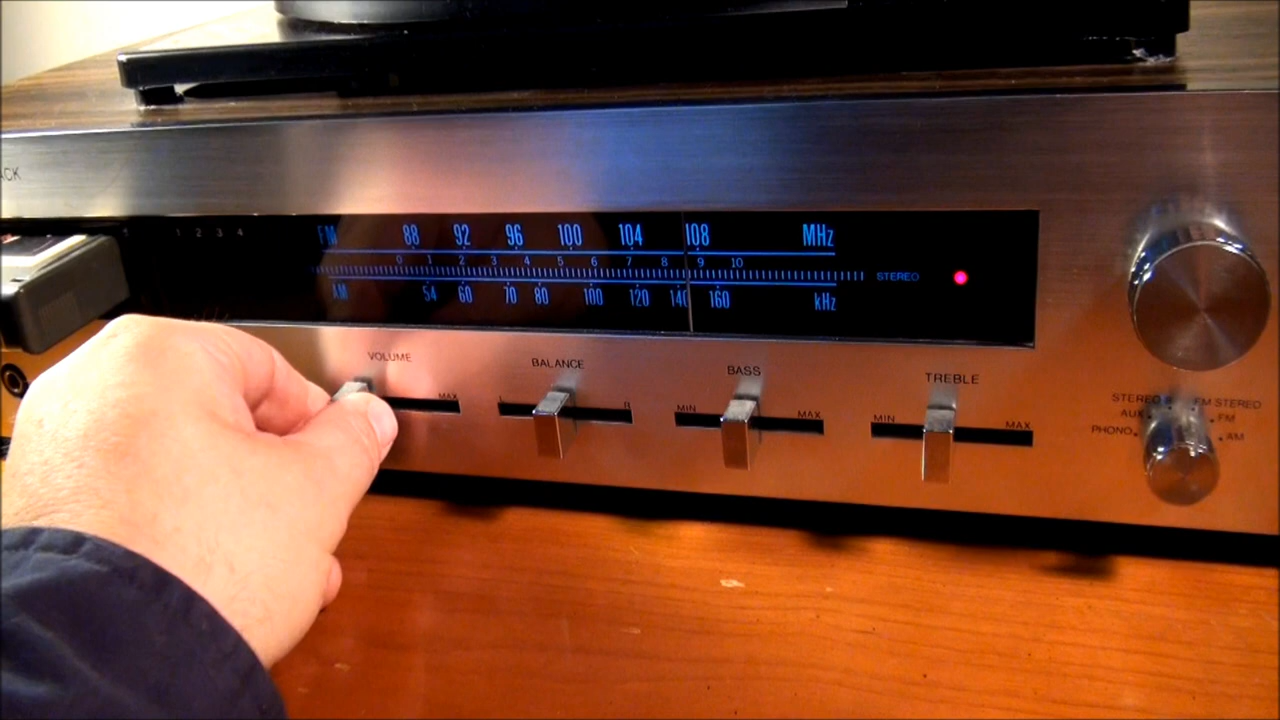 ACK
1 2 3 4
FM 88 92 96 100 104 108 MHz
0 1 2 3 4 5 6 7 8 9 10
STEREO
AM 54 60 70 80 100 120 140 160 kHz
VOLUME
MAX
BALANCE
L R
BASS
MIN MAX
TREBLE
MIN MAX
STEREO 8 FM STEREO
AUX FM
PHONO AM